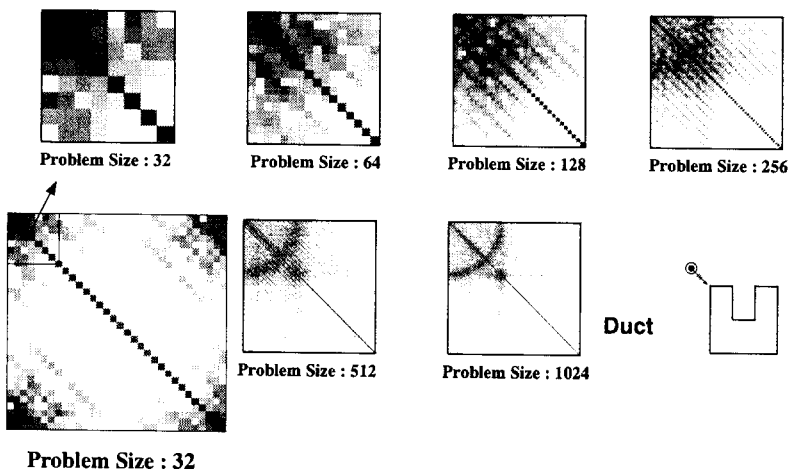 Problem Size : 32
Problem Size : 64
Problem Size : 128
Problem Size : 256
Problem Size : 512
Problem Size : 1024
Duct
Problem Size : 32